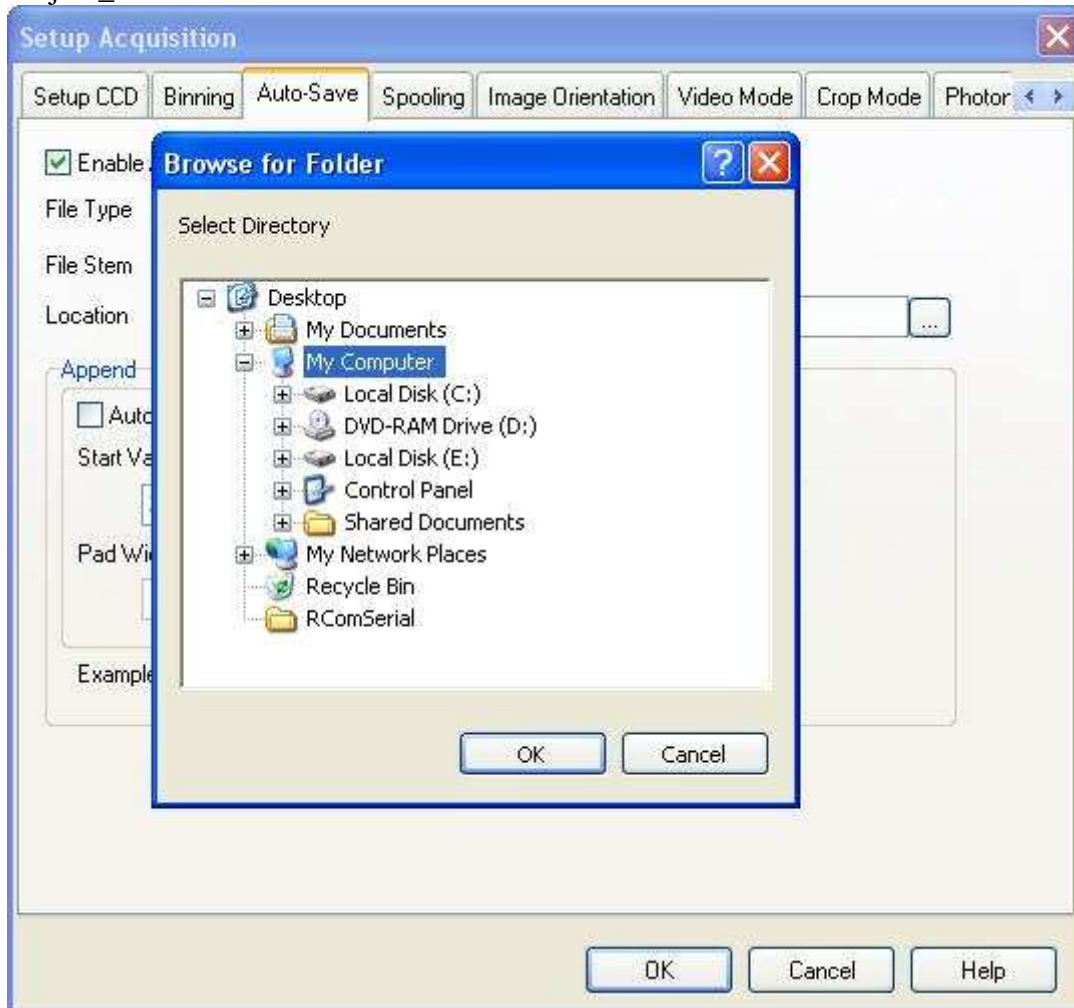 Setup Acquisition
Setup CCD Binning Auto-Save Spooling Image Orientation Video Mode Crop Mode Photor
Enable
File Type
File Stem
Location
...
Append
Auto
Start Va
Pad Wi
Example
Browse for Folder
Select Directory
Desktop
My Documents
My Computer
Local Disk (C:)
DVD-RAM Drive (D:)
Local Disk (E:)
Control Panel
Shared Documents
My Network Places
Recycle Bin
RComSerial
OK Cancel
OK Cancel Help